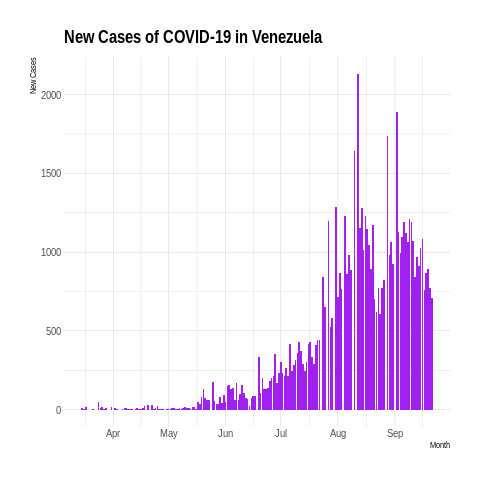 New Cases of COVID-19 in Venezuela
New Cases
2000
1500
1000
500
0
Apr May Jun Jul Aug Sep
Month